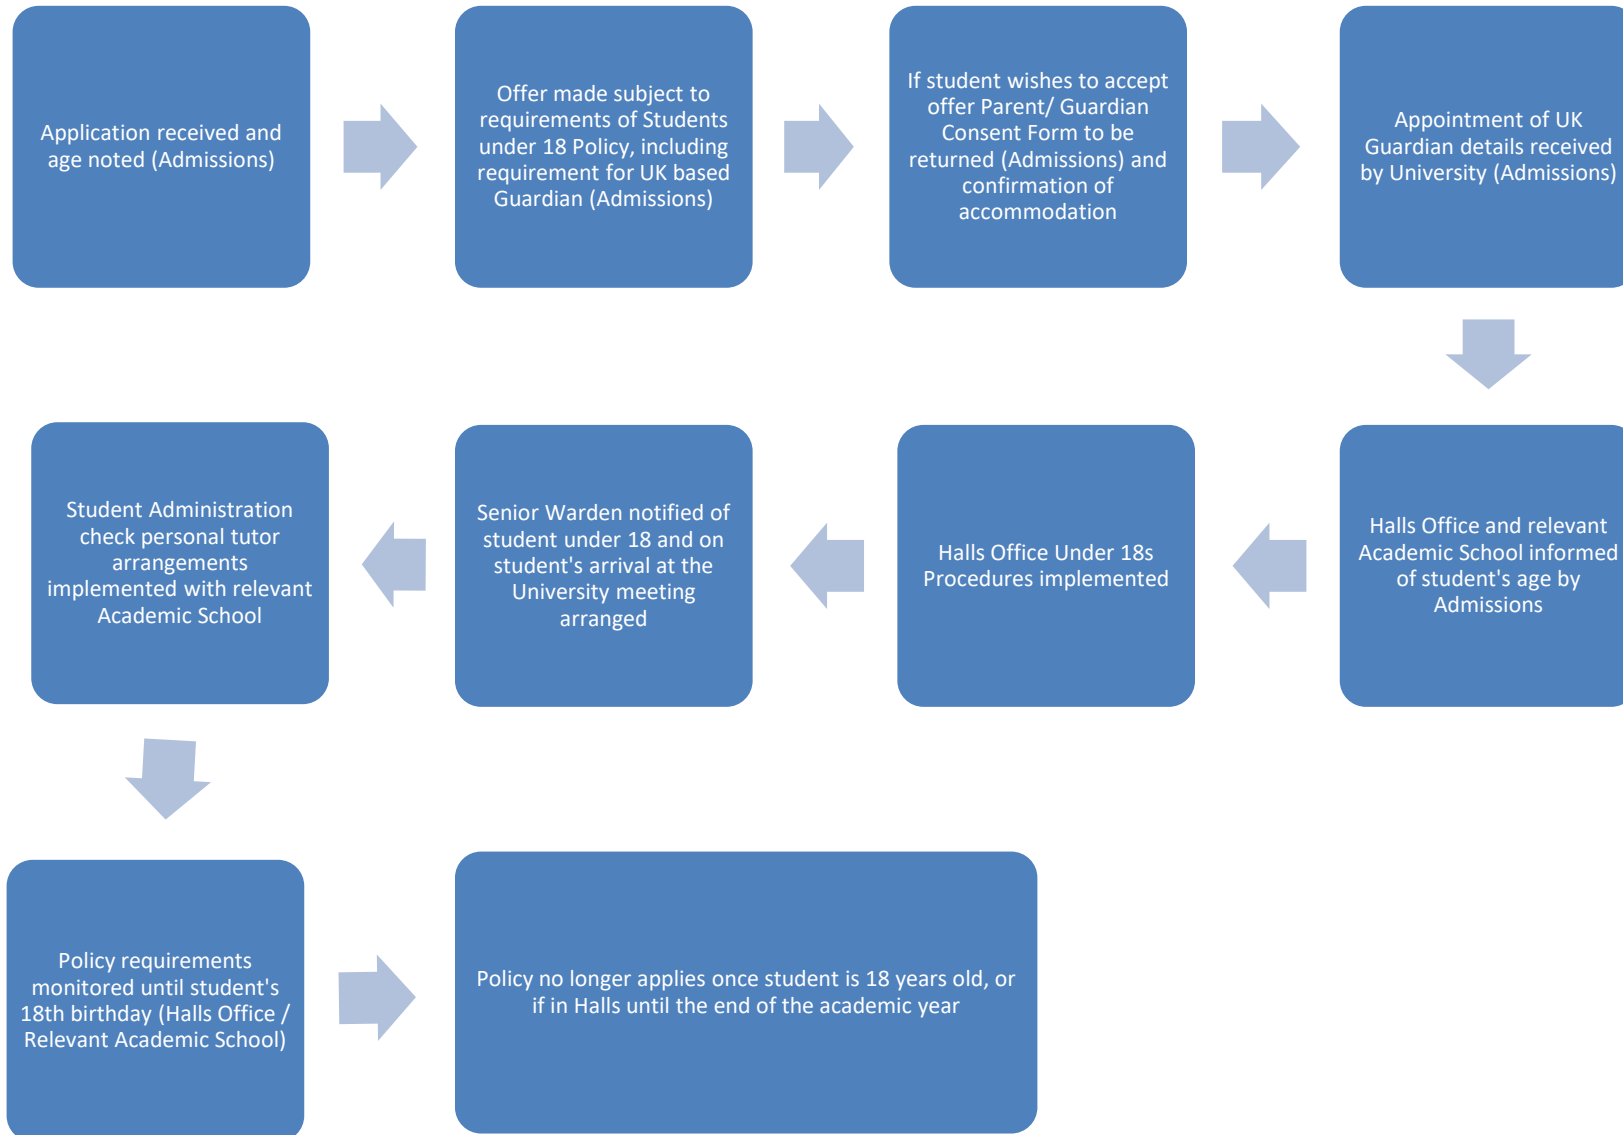 Application received and
age noted (Admissions)
Offer made subject to
requirements of Students
under 18 Policy, including
requirement for UK based
Guardian (Admissions)
If student wishes to accept
offer Parent/ Guardian
Consent Form to be
returned (Admissions) and
confirmation of
accommodation
Appointment of UK
Guardian details received
by University (Admissions)
Halls Office and relevant
Academic School informed
of student's age by
Admissions
Halls Office Under 18s
Procedures implemented
Senior Warden notified of
student under 18 and on
student's arrival at the
University meeting
arranged
Student Administration
check personal tutor
arrangements
implemented with relevant
Academic School
Policy requirements
monitored until student's
18th birthday (Halls Office /
Relevant Academic School)
Policy no longer applies once student is 18 years old, or
if in Halls until the end of the academic year